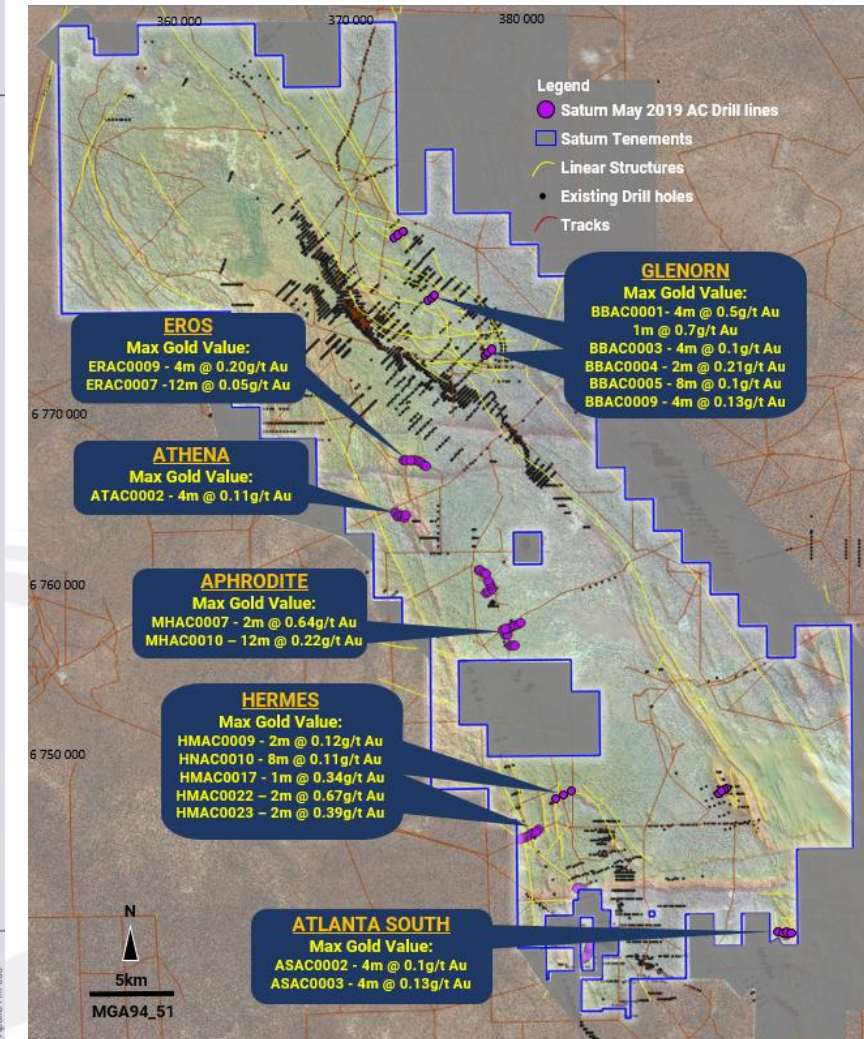 360 000
370 000
380 000
Legend
Saturn May 2019 AC Drill lines
Saturn Tenements
Linear Structures
Existing Drill holes
Tracks
GLENORN
Max Gold Value:
BBAC0001- 4m @ 0.5g/t Au
1m @ 0.7g/t Au
BBAC0003 - 4m @ 0.1g/t Au
BBAC0004 - 2m @ 0.21g/t Au
BBAC0005 - 8m @ 0.1g/t Au
BBAC0009 - 4m @ 0.13g/t Au
EROS
Max Gold Value:
ERAC0009 - 4m @ 0.20g/t Au
ERAC0007 -12m @ 0.05g/t Au
6 770 000
ATHENA
Max Gold Value:
ATAC0002 - 4m @ 0.11g/t Au
6 760 000
APHRODITE
Max Gold Value:
MHAC0007 - 2m @ 0.64g/t Au
MHAC0010 – 12m @ 0.22g/t Au
HERMES
Max Gold Value:
HMAC0009 - 2m @ 0.12g/t Au
HNAC0010 - 8m @ 0.11g/t Au
HMAC0017 - 1m @ 0.34g/t Au
HMAC0022 – 2m @ 0.67g/t Au
HMAC0023 – 2m @ 0.39g/t Au
6 750 000
ATLANTA SOUTH
Max Gold Value:
ASAC0002 - 4m @ 0.1g/t Au
ASAC0003 - 4m @ 0.13g/t Au
N
5km
MGA94_51